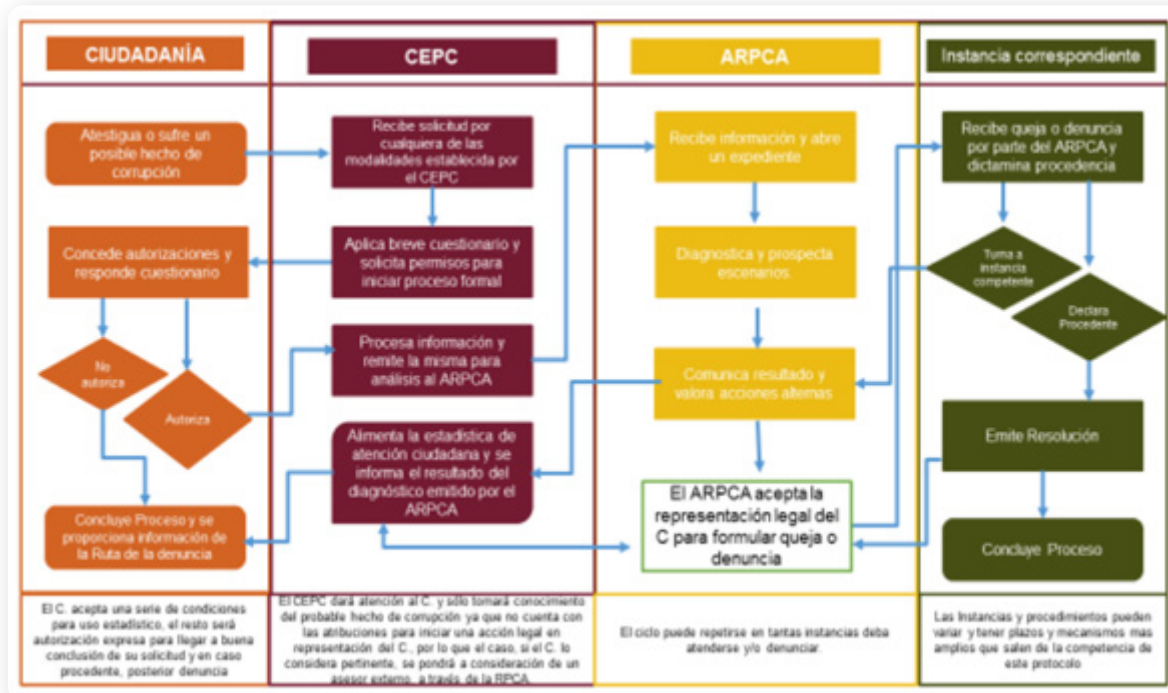 CIUDADANÍA
CEPC
ARPCA
Instancia correspondiente
Atestigua o sufre un
posible hecho de
corrupción
Recibe solicitud por
cualquiera de las
modalidades establecida por
el CEPC
Recibe información y abre
un expediente
Recibe queja o denuncia
por parte del ARPCA y
dictamina procedencia
Concede autorizaciones y
responde cuestionario
Aplica breve cuestionario y
solicita permisos para
iniciar proceso formal
Diagnostica y prospecta
escenarios
Turna a
instancia
competente
Declara
Procedente
No
autoriza
Autoriza
Procesa información y
remite la misma para
análisis al ARPCA
Comunica resultado y
valora acciones alternas
Emite Resolución
Alimenta la estadística de
atención ciudadana y se
informa el resultado del
diagnóstico emitido por el
ARPCA
El ARPCA acepta la
representación legal del
C para formular queja o
denuncia
Concluye Proceso y se
proporciona información de
la Ruta de la denuncia
Concluye Proceso
El C. acepta una serie de condiciones
para uso estadístico, el resto será
autorización expresa para llegar a buena
conclusión de su solicitud y en caso
procedente, posterior denuncia
El CEPC dará atención al C. y sólo tomará conocimiento
del probable hecho de corrupción ya que no cuenta con
las atribuciones para iniciar una acción legal en
representación del C., por lo que el caso, si el C. lo
considera pertinente, se pondrá a consideración de un
asesor externo, a través de la RPCA.
El ciclo puede repetirse en tantas instancias deba
atenderse y/o denunciar.
Las Instancias y procedimientos pueden
variar y tener plazos y mecanismos mas
amplios que salen de la competencia de
este protocolo